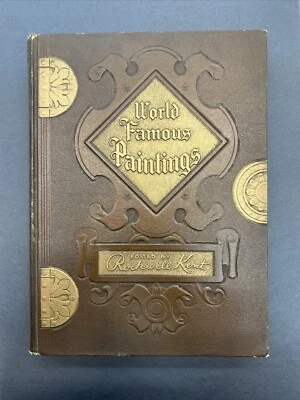 World
Famous
Paintings
EDITED BY
Rockwell Kent